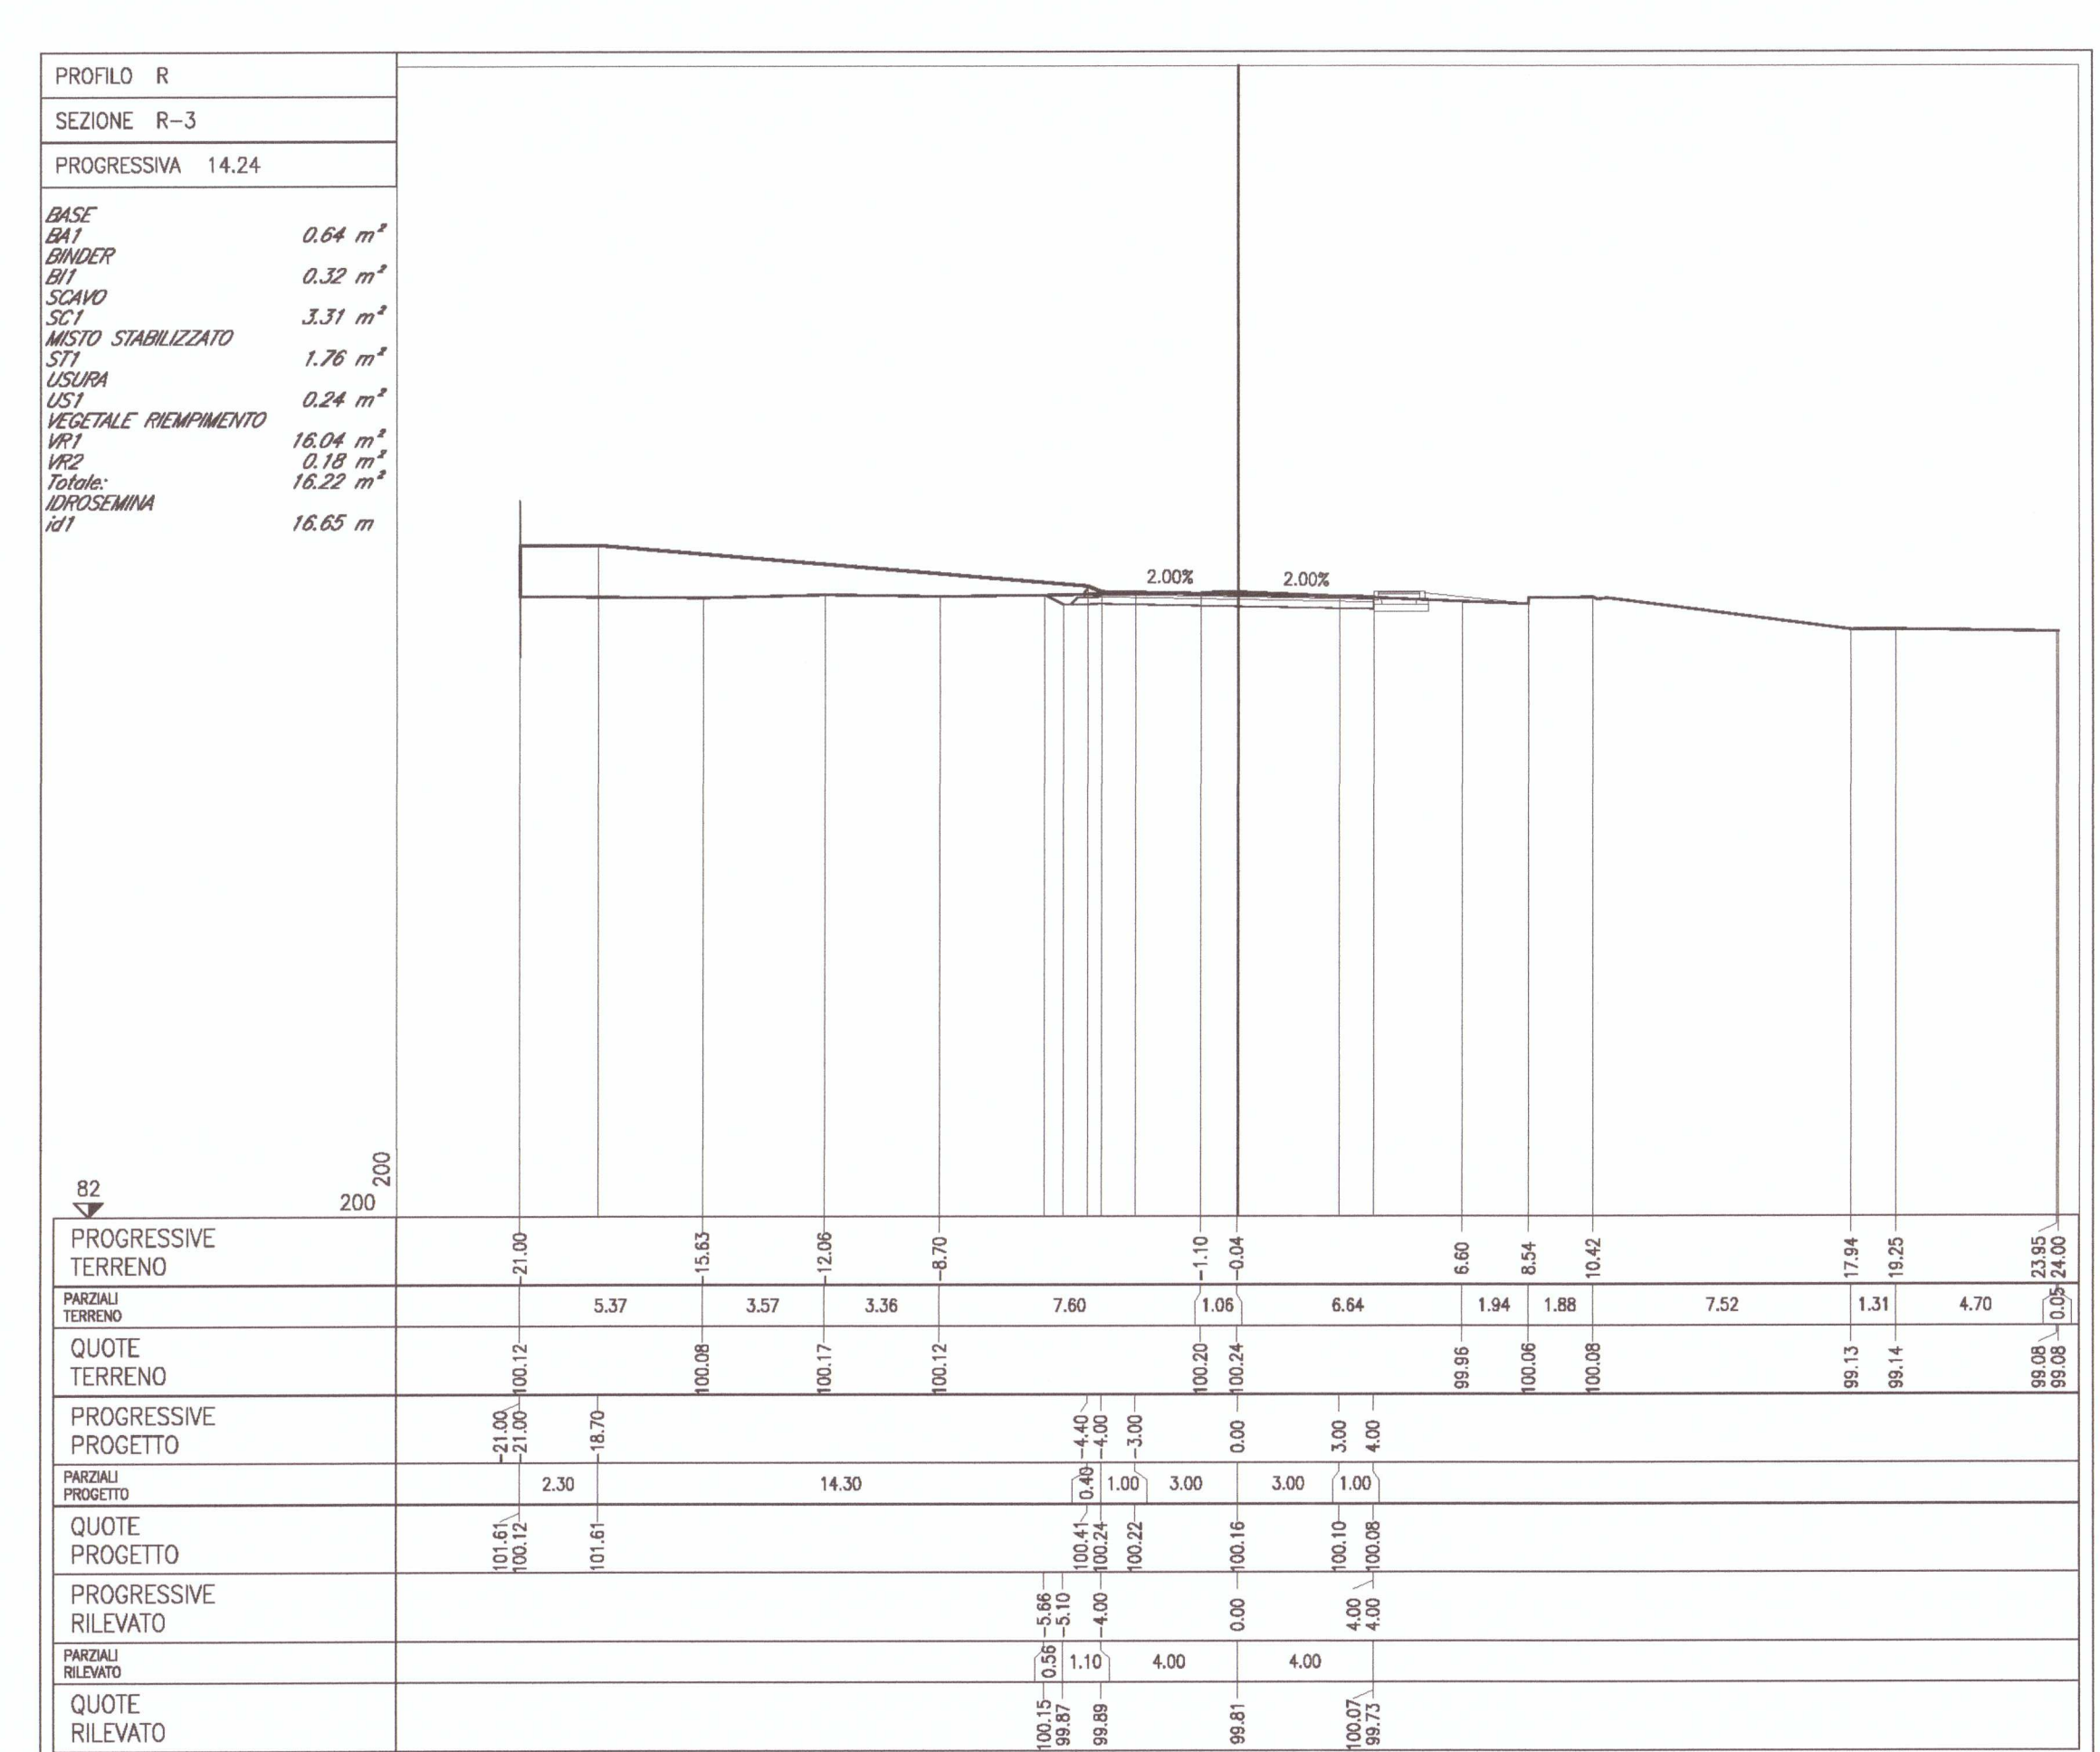 PROFILO R
SEZIONE R-3
PROGRESSIVA 14.24
BASE
BA1 0.64 m²
BINDER
BI1 0.32 m²
SCAVO
SC1 3.31 m²
MISTO STABILIZZATO
ST1 1.76 m²
USURA
US1 0.24 m²
VEGETALE RIEMPIMENTO
VR1 16.04 m²
VR2 0.18 m²
Totale: 16.22 m²
IDROSEMINA
id1 16.65 m
2.00% 2.00%
82
200
200
PROGRESSIVE
TERRENO
-21.00 -15.63 -12.06 -8.70 -1.10 -0.04 6.60 8.54 10.42 17.94 19.25 23.95 24.00
PARZIALI
TERRENO
5.37 3.57 3.36 7.60 1.06 6.64 1.94 1.88 7.52 1.31 4.70 0.05
QUOTE
TERRENO
100.12 100.08 100.17 100.12 100.20 100.24 99.96 100.06 100.08 99.13 99.14 99.08 99.08
PROGRESSIVE
PROGETTO
-21.00 -21.00 -18.70 -4.40 -4.00 -3.00 0.00 3.00 4.00
PARZIALI
PROGETTO
2.30 14.30 0.40 1.00 3.00 3.00 1.00
QUOTE
PROGETTO
101.61 100.12 101.61 100.41 100.24 100.22 100.16 100.10 100.08
PROGRESSIVE
RILEVATO
-5.66 -5.10 -4.00 0.00 4.00 4.00
PARZIALI
RILEVATO
0.56 1.10 4.00 4.00
QUOTE
RILEVATO
100.15 99.87 99.89 99.81 100.07 99.73